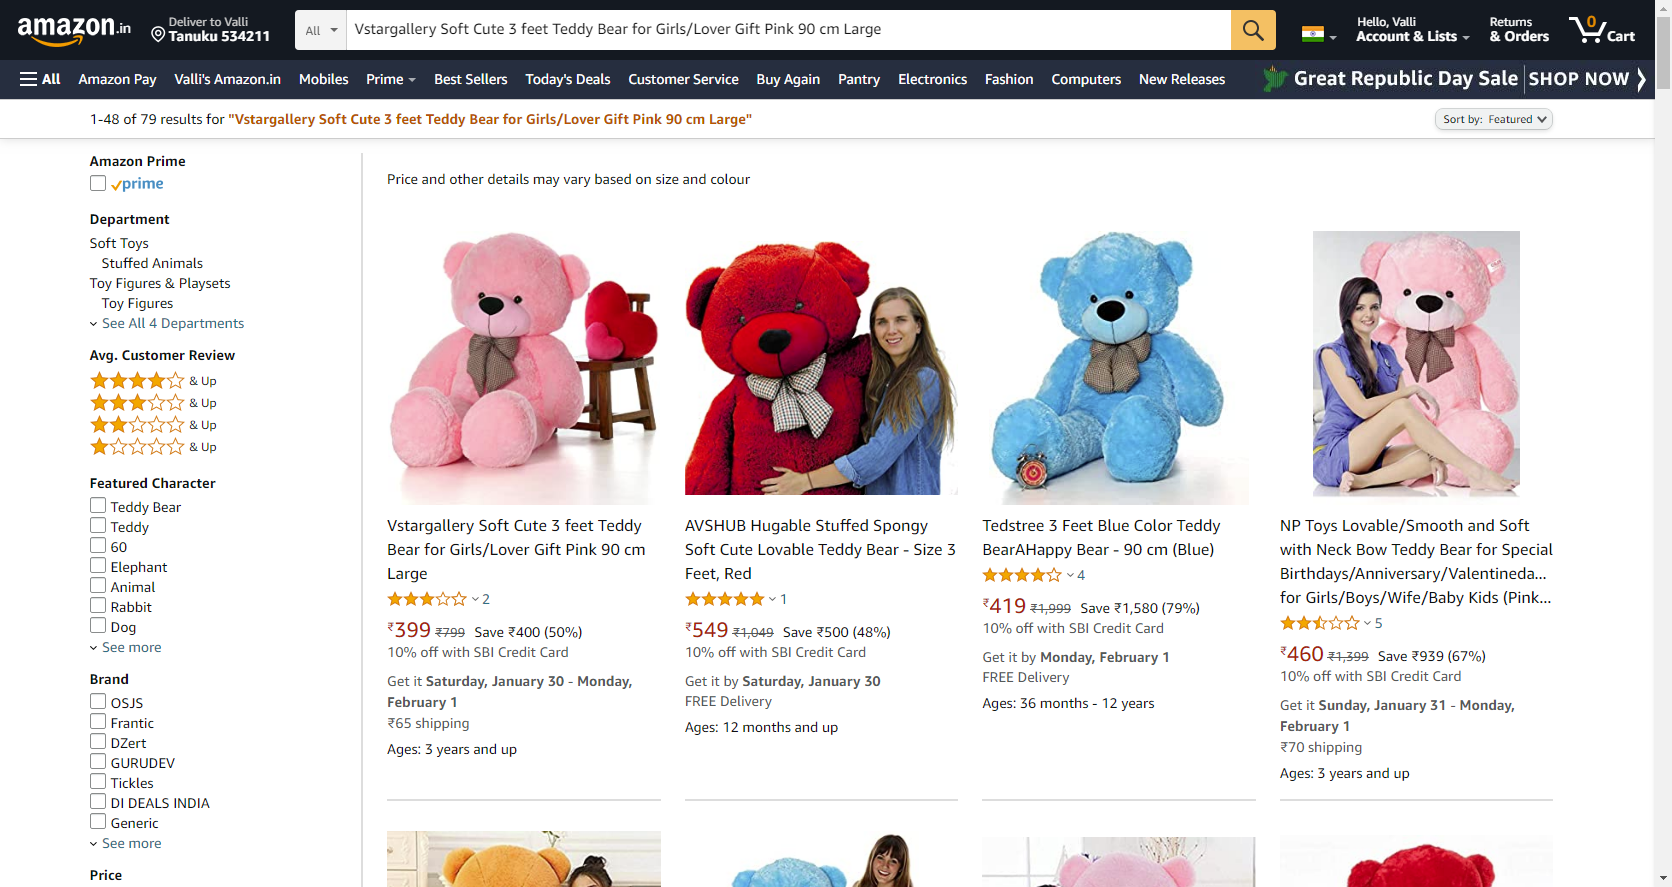 amazon.in
Deliver to Valli
Tanuku 534211
All
Vstargallery Soft Cute 3 feet Teddy Bear for Girls/Lover Gift Pink 90 cm Large
Hello, Valli
Account & Lists
Returns
& Orders
0
Cart
All
Amazon Pay
Valli's Amazon.in
Mobiles
Prime
Best Sellers
Today's Deals
Customer Service
Buy Again
Pantry
Electronics
Fashion
Computers
New Releases
Great Republic Day Sale
SHOP NOW
1-48 of 79 results for "Vstargallery Soft Cute 3 feet Teddy Bear for Girls/Lover Gift Pink 90 cm Large"
Sort by: Featured
Amazon Prime
prime
Department
Soft Toys
Stuffed Animals
Toy Figures & Playsets
Toy Figures
See All 4 Departments
Avg. Customer Review
& Up
& Up
& Up
& Up
Featured Character
Teddy Bear
Teddy
60
Elephant
Animal
Rabbit
Dog
See more
Brand
OSJS
Frantic
DZert
GURUDEV
Tickles
DI DEALS INDIA
Generic
See more
Price
Price and other details may vary based on size and colour
Vstargallery Soft Cute 3 feet Teddy
Bear for Girls/Lover Gift Pink 90 cm
Large
2
₹399 ₹799 Save ₹400 (50%)
10% off with SBI Credit Card
Get it Saturday, January 30 - Monday,
February 1
₹65 shipping
Ages: 3 years and up
AVSHUB Hugable Stuffed Spongy
Soft Cute Lovable Teddy Bear - Size 3
Feet, Red
1
₹549 ₹1,049 Save ₹500 (48%)
10% off with SBI Credit Card
Get it by Saturday, January 30
FREE Delivery
Ages: 12 months and up
Tedstree 3 Feet Blue Color Teddy
BearAHappy Bear - 90 cm (Blue)
4
₹419 ₹1,999 Save ₹1,580 (79%)
10% off with SBI Credit Card
Get it by Monday, February 1
FREE Delivery
Ages: 36 months - 12 years
NP Toys Lovable/Smooth and Soft
with Neck Bow Teddy Bear for Special
Birthdays/Anniversary/Valentineda...
for Girls/Boys/Wife/Baby Kids (Pink...
5
₹460 ₹1,399 Save ₹939 (67%)
10% off with SBI Credit Card
Get it Sunday, January 31 - Monday,
February 1
₹70 shipping
Ages: 3 years and up